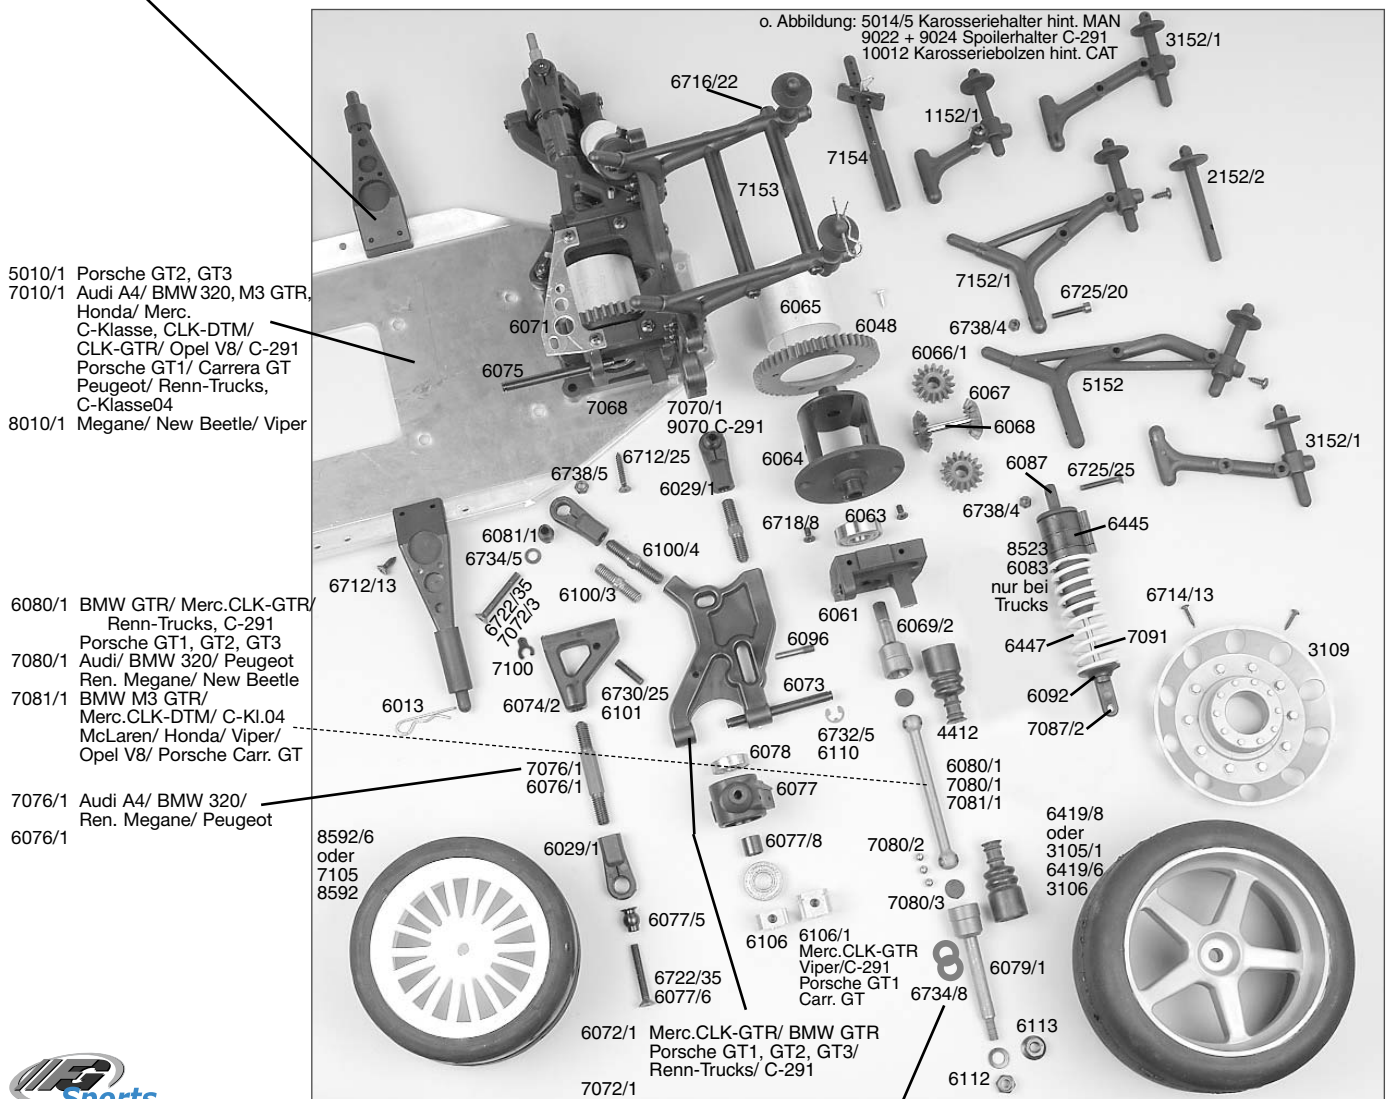 o. Abbildung: 5014/5 Karosseriehalter hint. MAN
9022 + 9024 Spoilerhalter C-291
10012 Karosseriebolzen hint. CAT
3152/1
6716/22
1152/1
7154
7153
2152/2
7152/1
6725/20
6738/4
5010/1 Porsche GT2, GT3
7010/1 Audi A4/ BMW 320, M3 GTR,
Honda/ Merc.
C-Klasse, CLK-DTM/
CLK-GTR/ Opel V8/ C-291
Porsche GT1/ Carrera GT
Peugeot/ Renn-Trucks,
C-Klasse04
8010/1 Megane/ New Beetle/ Viper
6071
6075
6065
6048
6066/1
6067
6068
5152
7068
7070/1
9070 C-291
6064
3152/1
6712/25
6738/5
6029/1
6087
6725/25
6738/4
6445
6718/8
6063
6081/1
6734/5
6100/4
6712/13
6100/3
8523
6083
nur bei
Trucks
6722/35
7072/3
6061
6714/13
6080/1 BMW GTR/ Merc.CLK-GTR/
Renn-Trucks, C-291
Porsche GT1, GT2, GT3
7080/1 Audi/ BMW 320/ Peugeot
Ren. Megane/ New Beetle
7081/1 BMW M3 GTR/
Merc.CLK-DTM/ C-Kl.04
McLaren/ Honda/ Viper/
Opel V8/ Porsche Carr. GT
7100
6069/2
6096
6447
7091
3109
6730/25
6101
6073
6092
6013
6074/2
7087/2
6732/5
6110
4412
6078
7076/1
6076/1
6077
6080/1
7080/1
7081/1
7076/1 Audi A4/ BMW 320/
Ren. Megane/ Peugeot
6076/1
8592/6
oder
7105
8592
6029/1
6077/8
7080/2
6419/8
oder
3105/1
6419/6
3106
7080/3
6077/5
6106
6106/1
Merc.CLK-GTR
Viper/C-291
Porsche GT1
Carr. GT
6079/1
6722/35
6077/6
6734/8
6113
6072/1 Merc.CLK-GTR/ BMW GTR
Porsche GT1, GT2, GT3/
Renn-Trucks/ C-291
6112
7072/1
FG
Sports